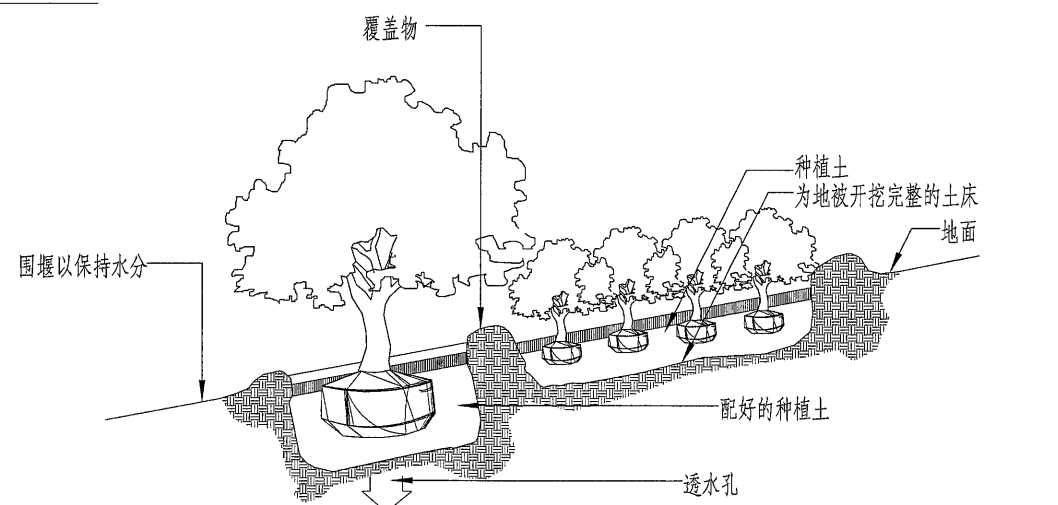 覆盖物
种植土
为地被开挖完整的土床
地面
围堰以保持水分
配好的种植土
透水孔